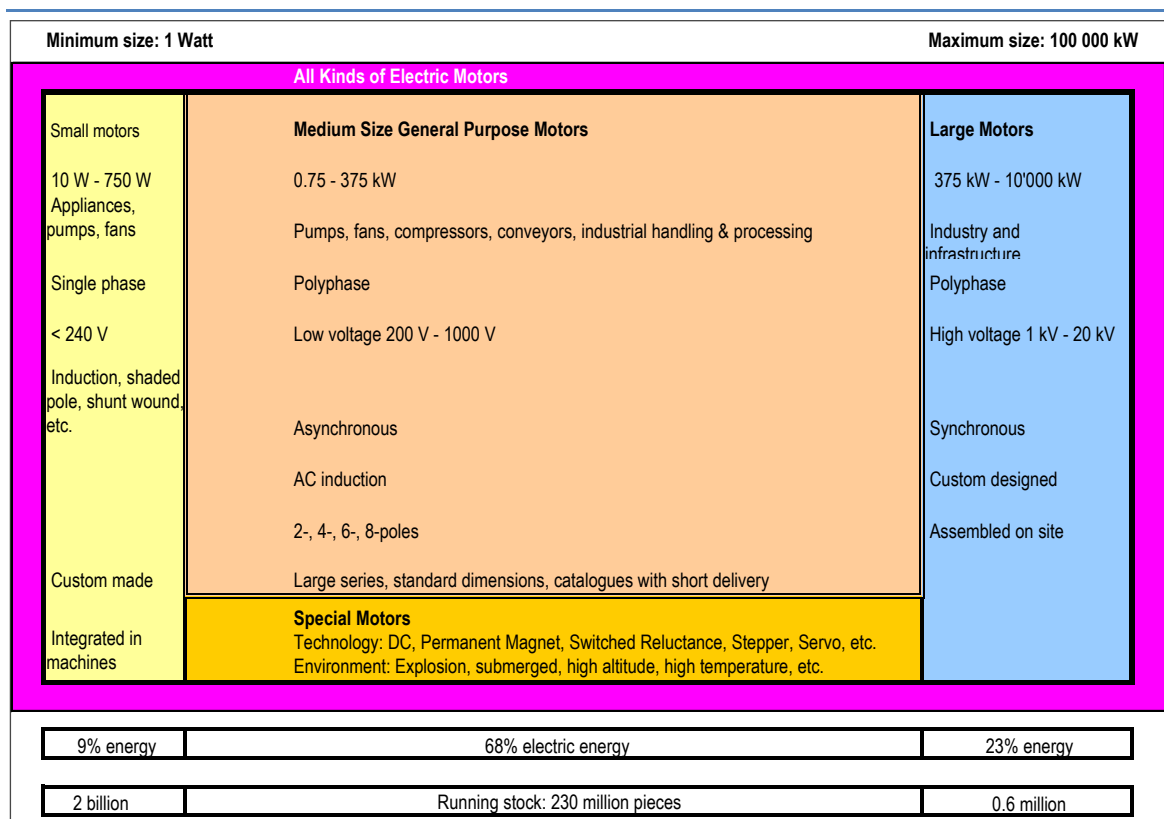 Minimum size: 1 Watt
Maximum size: 100 000 kW
All Kinds of Electric Motors
Small motors
Medium Size General Purpose Motors
Large Motors
10 W - 750 W
0.75 - 375 kW
375 kW - 10'000 kW
Appliances,
pumps, fans
Pumps, fans, compressors, conveyors, industrial handling & processing
Industry and
infrastructure
Single phase
Polyphase
Polyphase
< 240 V
Low voltage 200 V - 1000 V
High voltage 1 kV - 20 kV
Induction, shaded
pole, shunt wound,
etc.
Asynchronous
Synchronous
AC induction
Custom designed
2-, 4-, 6-, 8-poles
Assembled on site
Custom made
Large series, standard dimensions, catalogues with short delivery
Integrated in
machines
Special Motors
Technology: DC, Permanent Magnet, Switched Reluctance, Stepper, Servo, etc.
Environment: Explosion, submerged, high altitude, high temperature, etc.
9% energy
68% electric energy
23% energy
2 billion
Running stock: 230 million pieces
0.6 million